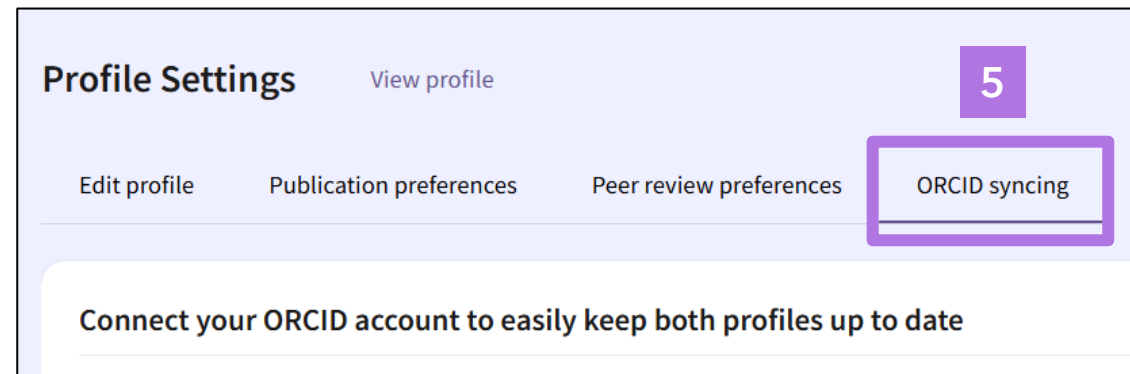 Profile Settings View profile
5
Edit profile Publication preferences Peer review preferences ORCID syncing
Connect your ORCID account to easily keep both profiles up to date